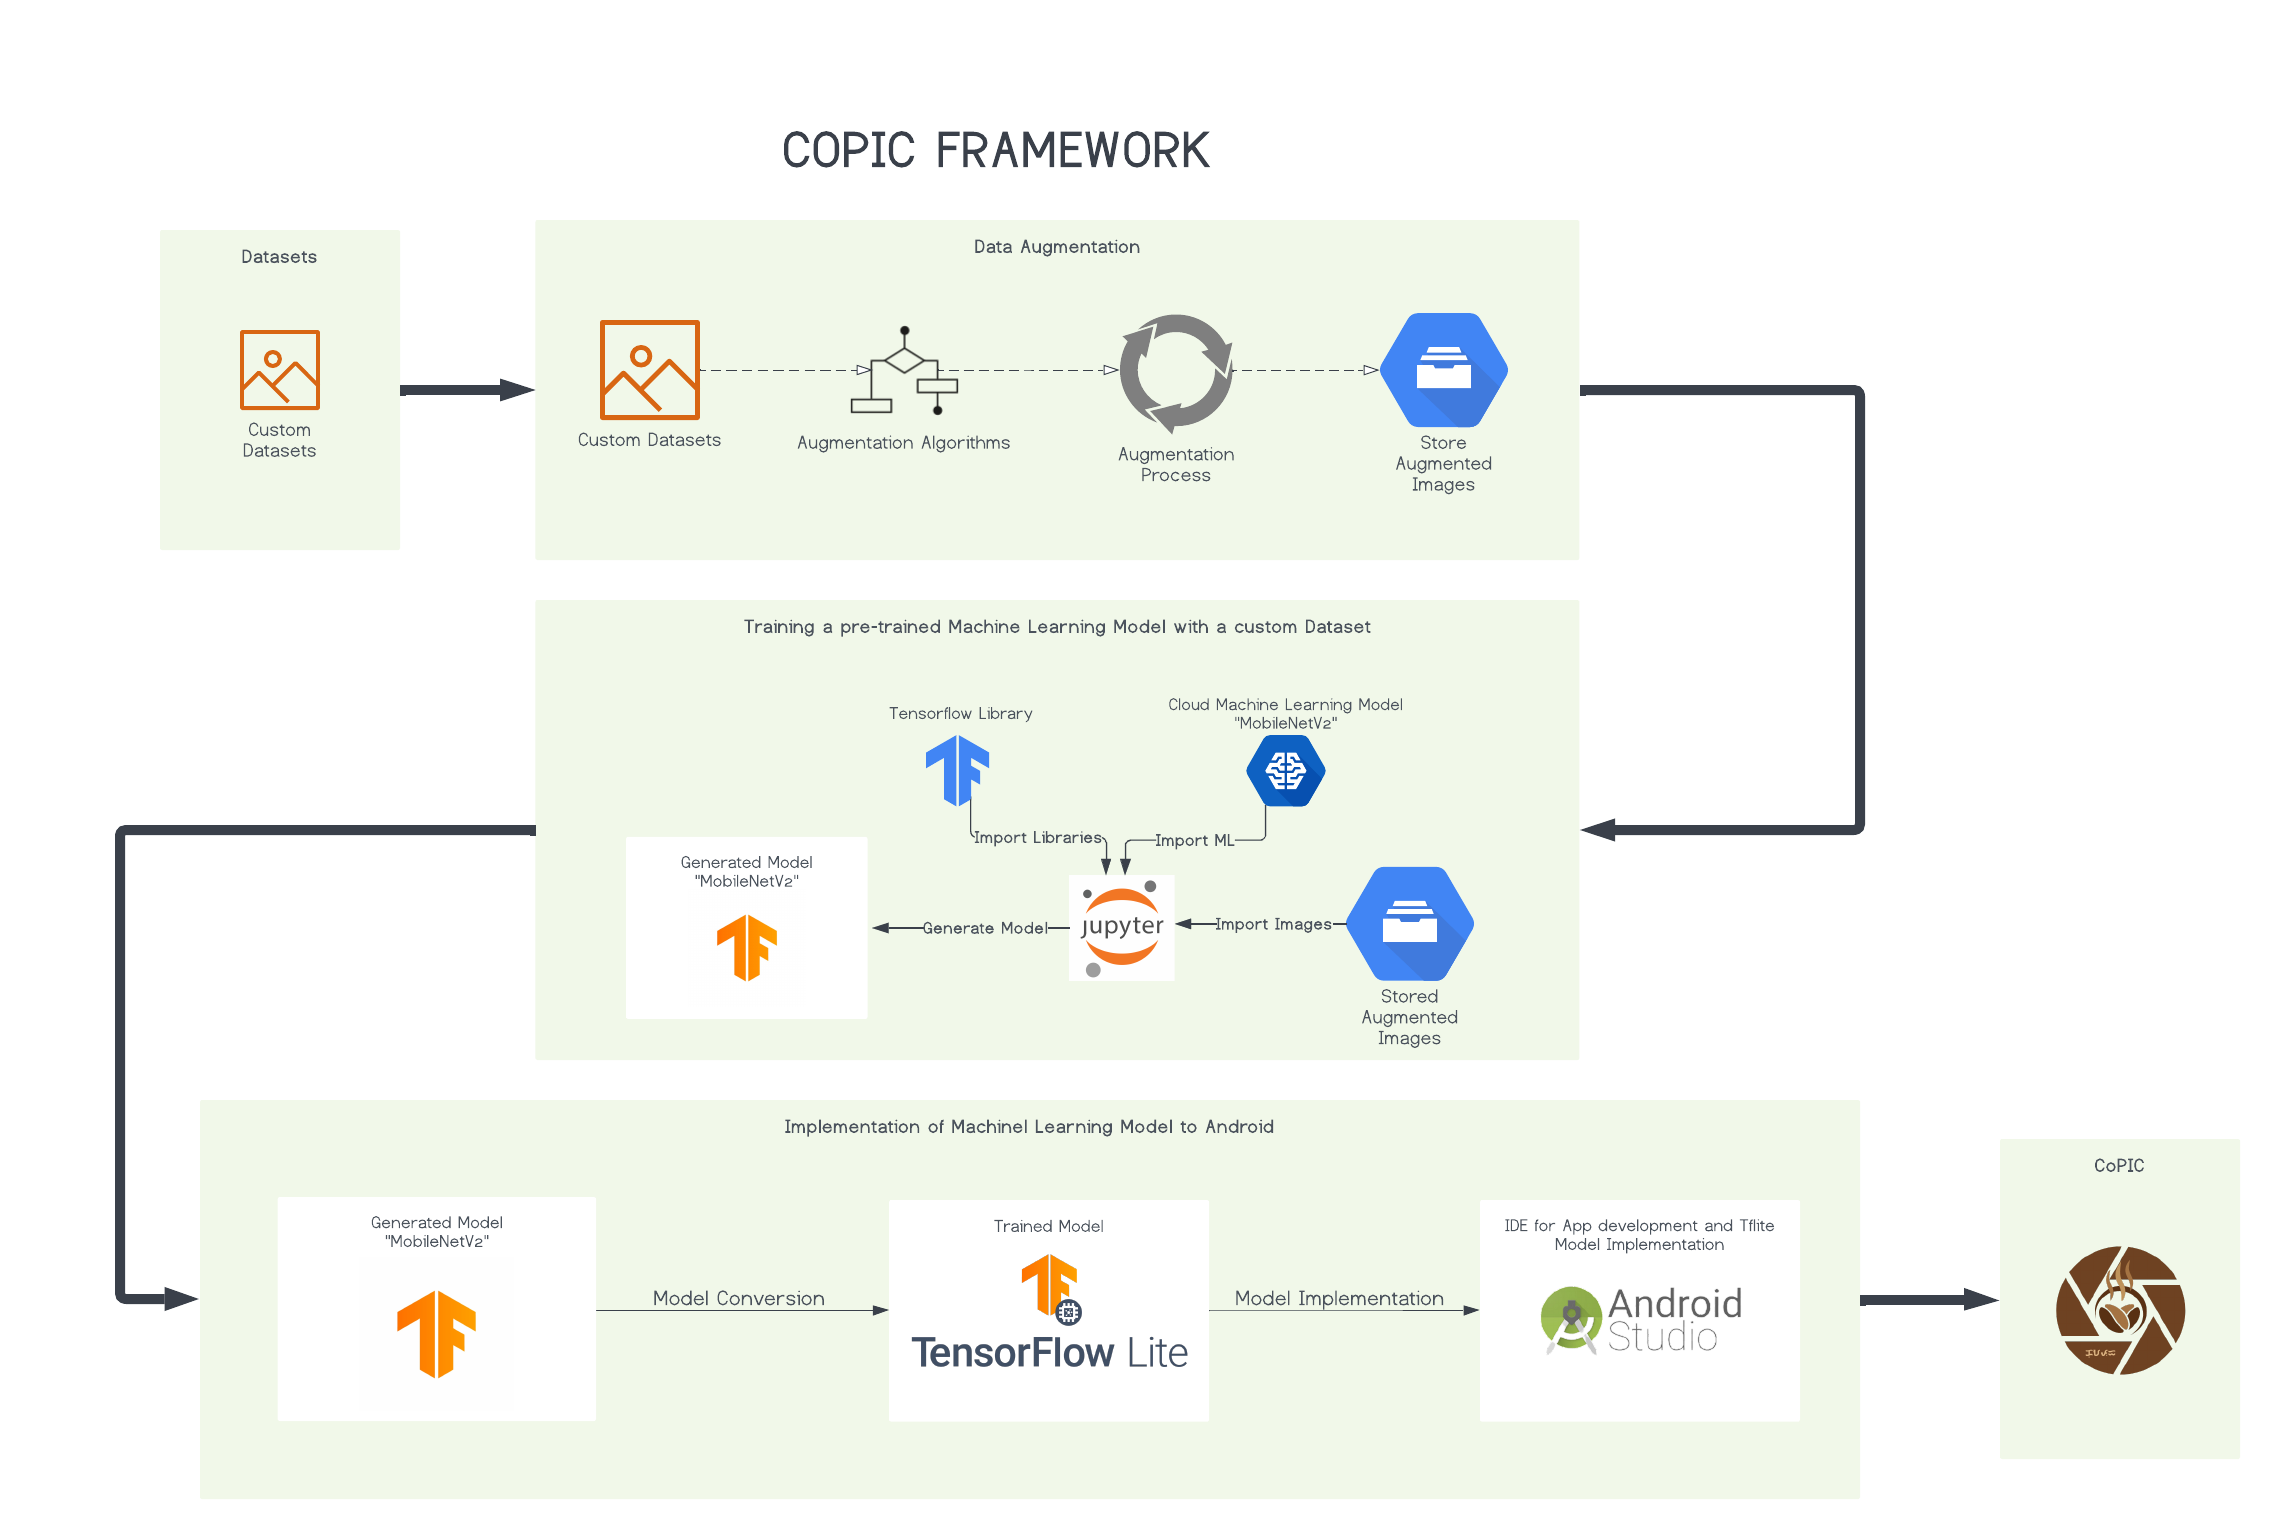 COPIC FRAMEWORK
Datasets
Custom
Datasets
Data Augmentation
Custom Datasets
Augmentation Algorithms
Augmentation
Process
Store
Augmented
Images
Training a pre-trained Machine Learning Model with a custom Dataset
Tensorflow Library
Cloud Machine Learning Model
"MobileNetV2"
Import Libraries
Import ML
Generated Model
"MobileNetV2"
Generate Model
jupyter
Import Images
Stored
Augmented
Images
Implementation of Machinel Learning Model to Android
Generated Model
"MobileNetV2"
Model Conversion
Trained Model
TensorFlow Lite
Model Implementation
IDE for App development and Tflite
Model Implementation
Android
Studio
CoPIC